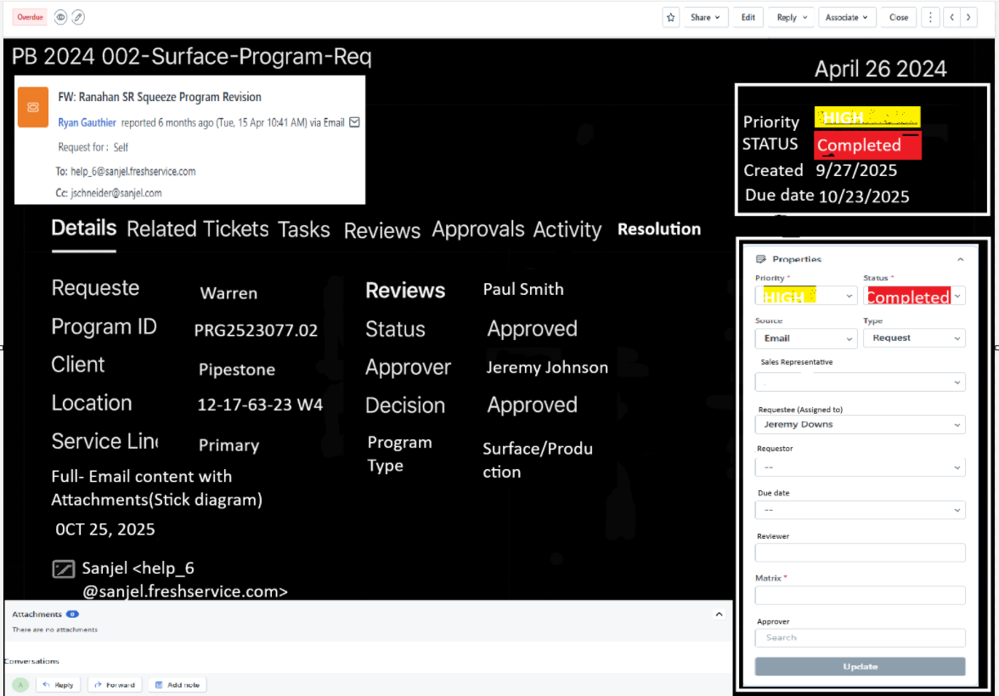 Overdue
Share
Edit
Reply
Associate
Close
PB 2024 002-Surface-Program-Req
April 26 2024
FW: Ranahan SR Squeeze Program Revision
Ryan Gauthier reported 6 months ago (Tue, 15 Apr 10:41 AM) via Email
Request for : Self
To: help_6@sanjel.freshservice.com
Cc: jschneider@sanjel.com
Priority HIGH
STATUS Completed
Created 9/27/2025
Due date 10/23/2025
Details Related Tickets Tasks Reviews Approvals Activity Resolution
Requeste Warren
Program ID PRG2523077.02
Client Pipestone
Location 12-17-63-23 W4
Service Line Primary
Full- Email content with
Attachments(Stick diagram)
0CT 25, 2025
Sanjel <help_6
@sanjel.freshservice.com>
Reviews Paul Smith
Status Approved
Approver Jeremy Johnson
Decision Approved
Program
Type
Surface/Produ
ction
Properties
Priority * Status *
HIGH Completed
Source Type
Email Request
Sales Representative
.
Requestee (Assigned to)
Jeremy Downs
Requestor
--
Due date
--
Reviewer
Matrix *
Approver
Search
Update
Attachments 0
There are no attachments
Conversations
A Reply Forward Add note